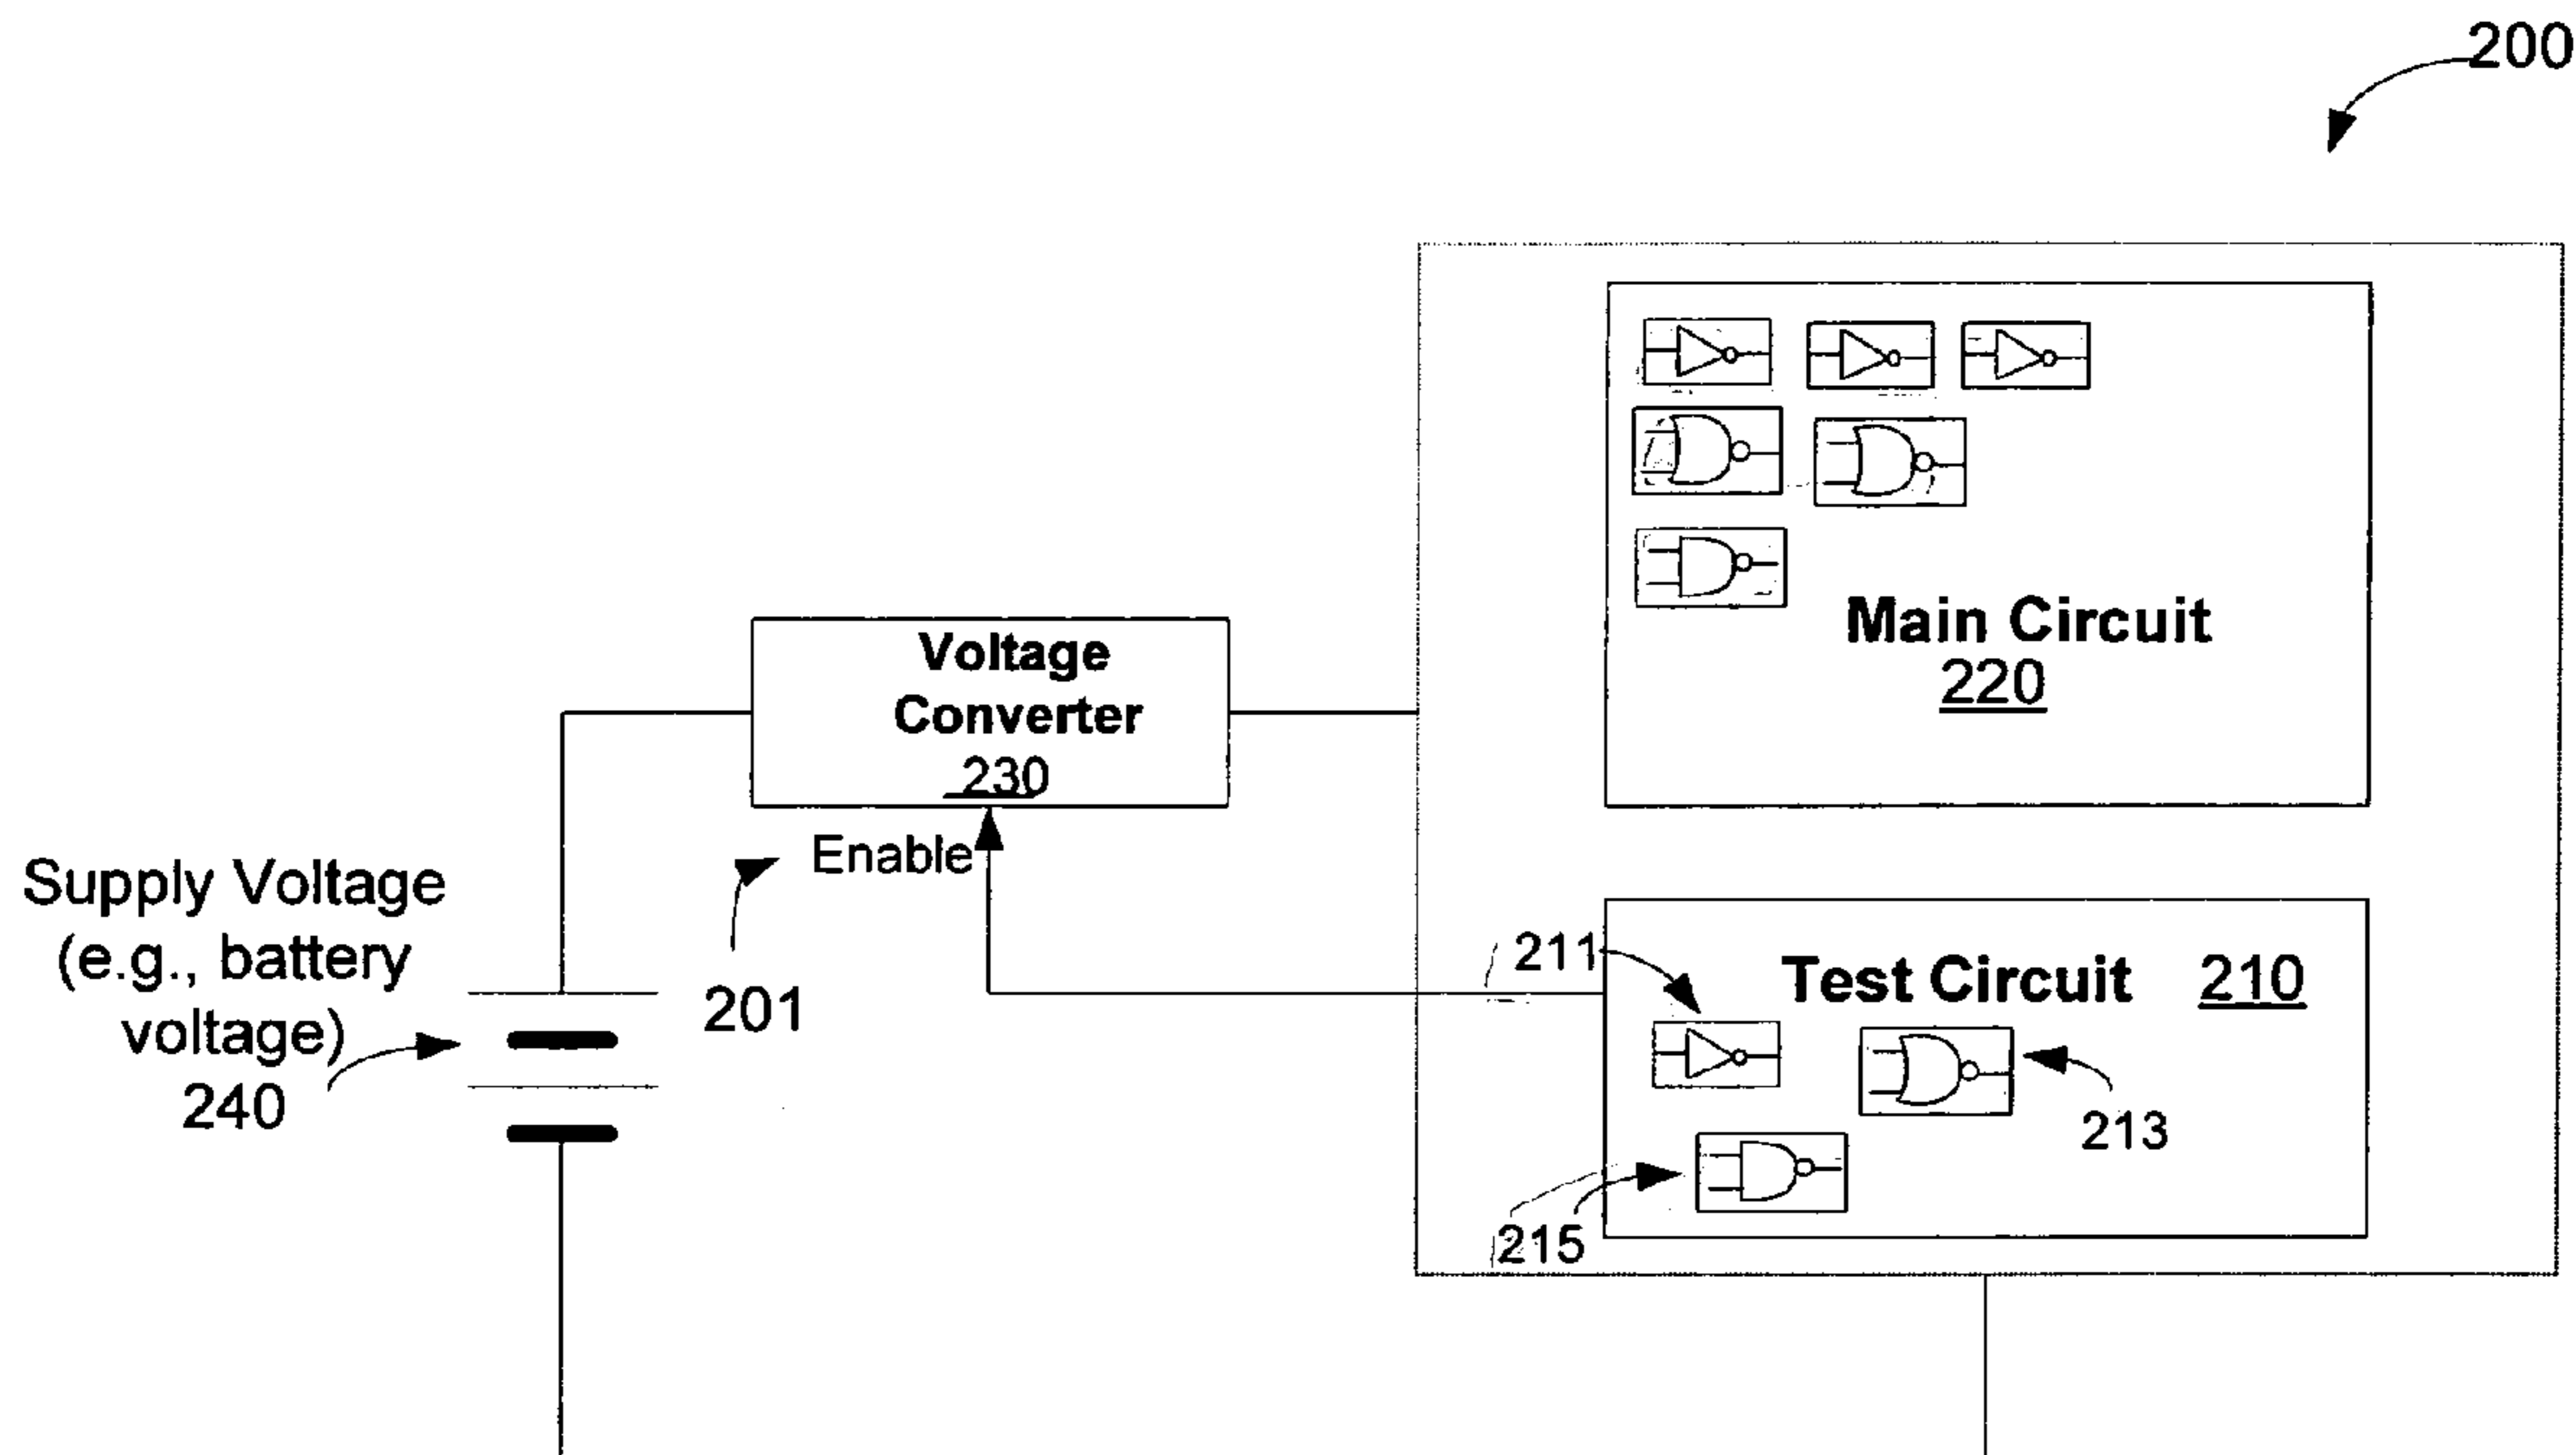 200
Main Circuit
220
Voltage
Converter
230
Enable
201
Supply Voltage
(e.g., battery
voltage)
240
211
Test Circuit 210
213
215